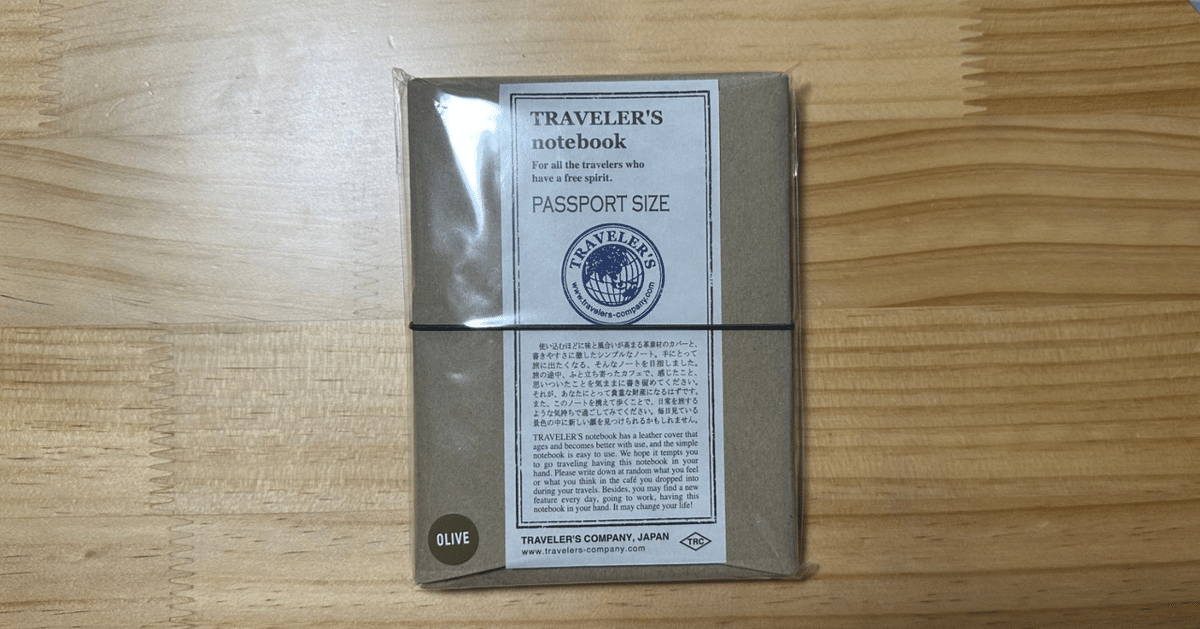 TRAVELER'S
notebook
For all the travelers who
have a free spirit.
PASSPORT SIZE
TRAVELER'S
www.travelers-company.com
使い込むほどに味と風合いが高まる革素材のカバーと、
書きやすさに徹したシンプルなノート。手にとって
旅に出たくなる、そんなノートを目指しました。
旅の途中、ふと立ち寄ったカフェで、感じたこと、
思いついたことを気ままに書き留めてください。
それが、あなたにとって貴重な財産になるはずです。
また、このノートを携えて歩くことで、日常を旅する
ような気持ちで過ごしてみてください。毎日見ている
景色の中に新しい顔を見つけられるかもしれません。
TRAVELER'S notebook has a leather cover that
ages and becomes better with use, and the simple
notebook is easy to use. We hope it tempts you
to go traveling having this notebook in your
hand. Please write down at random what you feel
or what you think in the café you dropped into
during your travels. Besides, you may find a new
feature every day, going to work, having this
notebook in your hand. It may change your life!
OLIVE
TRAVELER'S COMPANY, JAPAN
www.travelers-company.com
TRC